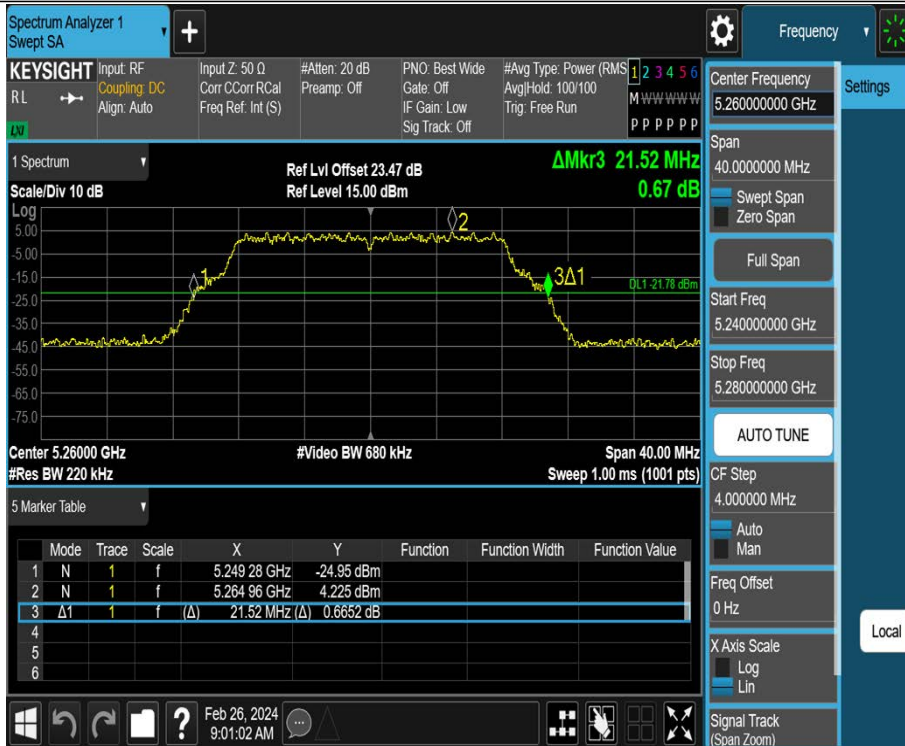 Spectrum Analyzer 1
Swept SA
+
Frequency
KEYSIGHT
RL
LXI
Input: RF
Coupling: DC
Align: Auto
Input Z: 50 Ω
Corr CCorr RCal
Freq Ref: Int (S)
#Atten: 20 dB
Preamp: Off
PNO: Best Wide
Gate: Off
IF Gain: Low
Sig Track: Off
#Avg Type: Power (RMS
Avg|Hold: 100/100
Trig: Free Run
1 2 3 4 5 6
M W W W W W
P P P P P P
Center Frequency
5.260000000 GHz
Settings
1 Spectrum
Scale/Div 10 dB
Ref Lvl Offset 23.47 dB
Ref Level 15.00 dBm
ΔMkr3 21.52 MHz
0.67 dB
Log
5.00
-5.00
-15.0
-25.0
-35.0
-45.0
-55.0
-65.0
-75.0
1
2
3Δ1
DL1 -21.78 dBm
Center 5.26000 GHz
#Res BW 220 kHz
#Video BW 680 kHz
Span 40.00 MHz
Sweep 1.00 ms (1001 pts)
Span
40.0000000 MHz
Swept Span
Zero Span
Full Span
Start Freq
5.240000000 GHz
Stop Freq
5.280000000 GHz
AUTO TUNE
CF Step
4.000000 MHz
Auto
Man
Freq Offset
0 Hz
X Axis Scale
Log
Lin
Signal Track
(Span Zoom)
Local
5 Marker Table
Mode Trace Scale X Y Function Function Width Function Value
1 N 1 f 5.249 28 GHz -24.95 dBm
2 N 1 f 5.264 96 GHz 4.225 dBm
3 Δ1 1 f (Δ) 21.52 MHz (Δ) 0.6652 dB
4
5
6
?
Feb 26, 2024
9:01:02 AM